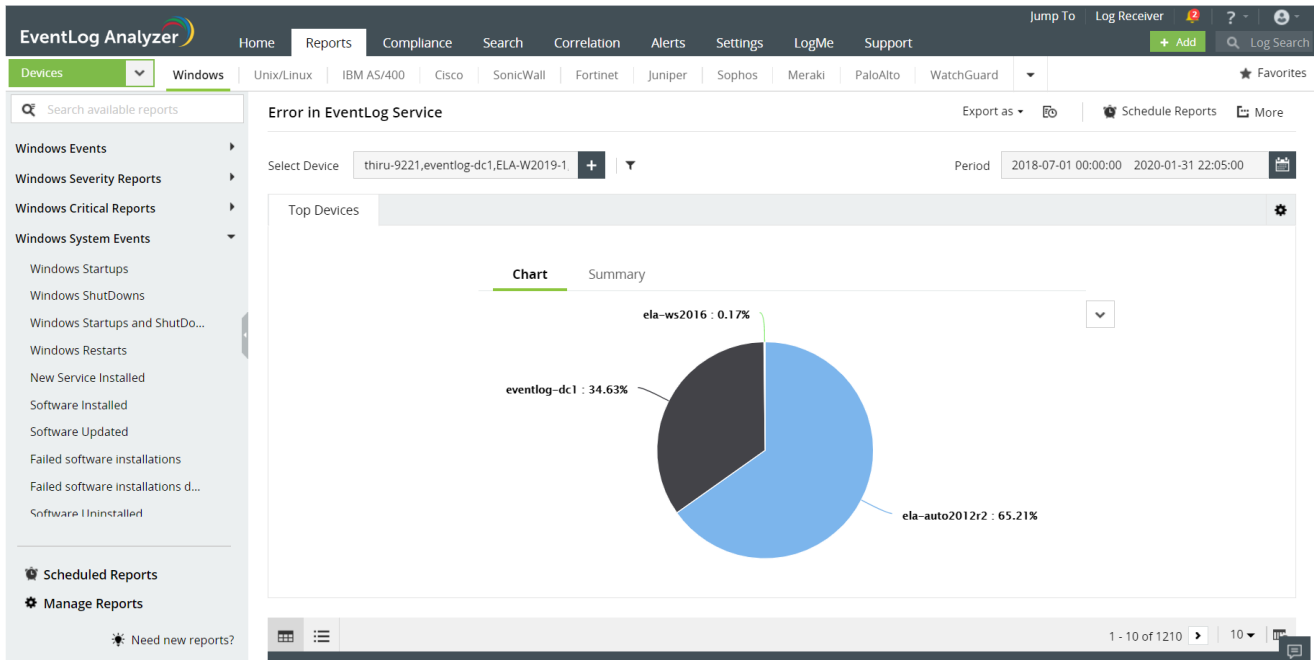 Jump To Log Receiver 2 ?
EventLog Analyzer
Home Reports Compliance Search Correlation Alerts Settings LogMe Support + Add Log Search
Devices Windows Unix/Linux IBM AS/400 Cisco SonicWall Fortinet Juniper Sophos Meraki PaloAlto WatchGuard Favorites
Search available reports
Error in EventLog Service Export as Schedule Reports More
Windows Events
Windows Severity Reports
Windows Critical Reports
Windows System Events
Windows Startups
Windows ShutDowns
Windows Startups and ShutDo...
Windows Restarts
New Service Installed
Software Installed
Software Updated
Failed software installations
Failed software installations d...
Software Uninstalled
Scheduled Reports
Manage Reports
Need new reports?
Select Device thiru-9221,eventlog-dc1,ELA-W2019-1, + Period 2018-07-01 00:00:00 2020-01-31 22:05:00
Top Devices
Chart Summary
ela-ws2016 : 0.17%
eventlog-dc1 : 34.63%
ela-auto2012r2 : 65.21%
1 - 10 of 1210 10